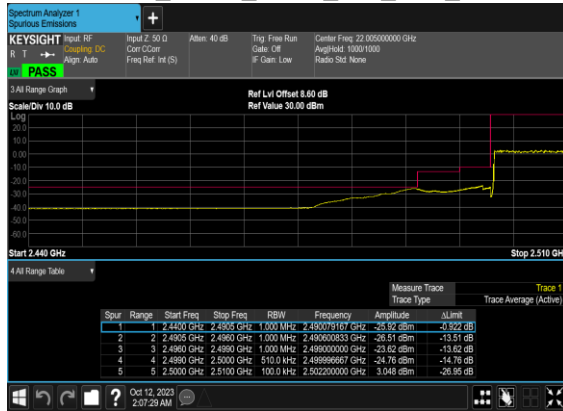 Spectrum Analyzer 1
Spurious Emissions
+
KEYSIGHT Input: RF Input Z: 50 Ω Atten: 40 dB Trig: Free Run Center Freq: 22.005000000 GHz
R T Coupling: DC Corr CCorr Gate: Off Avg|Hold: 1000/1000
Align: Auto Freq Ref: Int (S) IF Gain: Low Radio Std: None
PASS
3 All Range Graph
Ref Lvl Offset 8.60 dB
Scale/Div 10.0 dB Ref Value 30.00 dBm
Log
20.0
10.0
0.00
-10.0
-20.0
-30.0
-40.0
-50.0
-60.0
Start 2.440 GHz Stop 2.510 GH
4 All Range Table
Measure Trace Trace 1
Trace Type Trace Average (Active)
Spur Range Start Freq Stop Freq RBW Frequency Amplitude ΔLimit
1 1 2.4400 GHz 2.4905 GHz 1.000 MHz 2.490079167 GHz -25.92 dBm -0.922 dB
2 2 2.4905 GHz 2.4960 GHz 1.000 MHz 2.490600833 GHz -26.51 dBm -13.51 dB
3 3 2.4960 GHz 2.4990 GHz 1.000 MHz 2.499000000 GHz -23.62 dBm -13.62 dB
4 4 2.4990 GHz 2.5000 GHz 510.0 kHz 2.499996667 GHz -24.76 dBm -14.76 dB
5 5 2.5000 GHz 2.5100 GHz 100.0 kHz 2.502200000 GHz 3.048 dBm -26.95 dB
?
Oct 12, 2023
2:07:29 AM